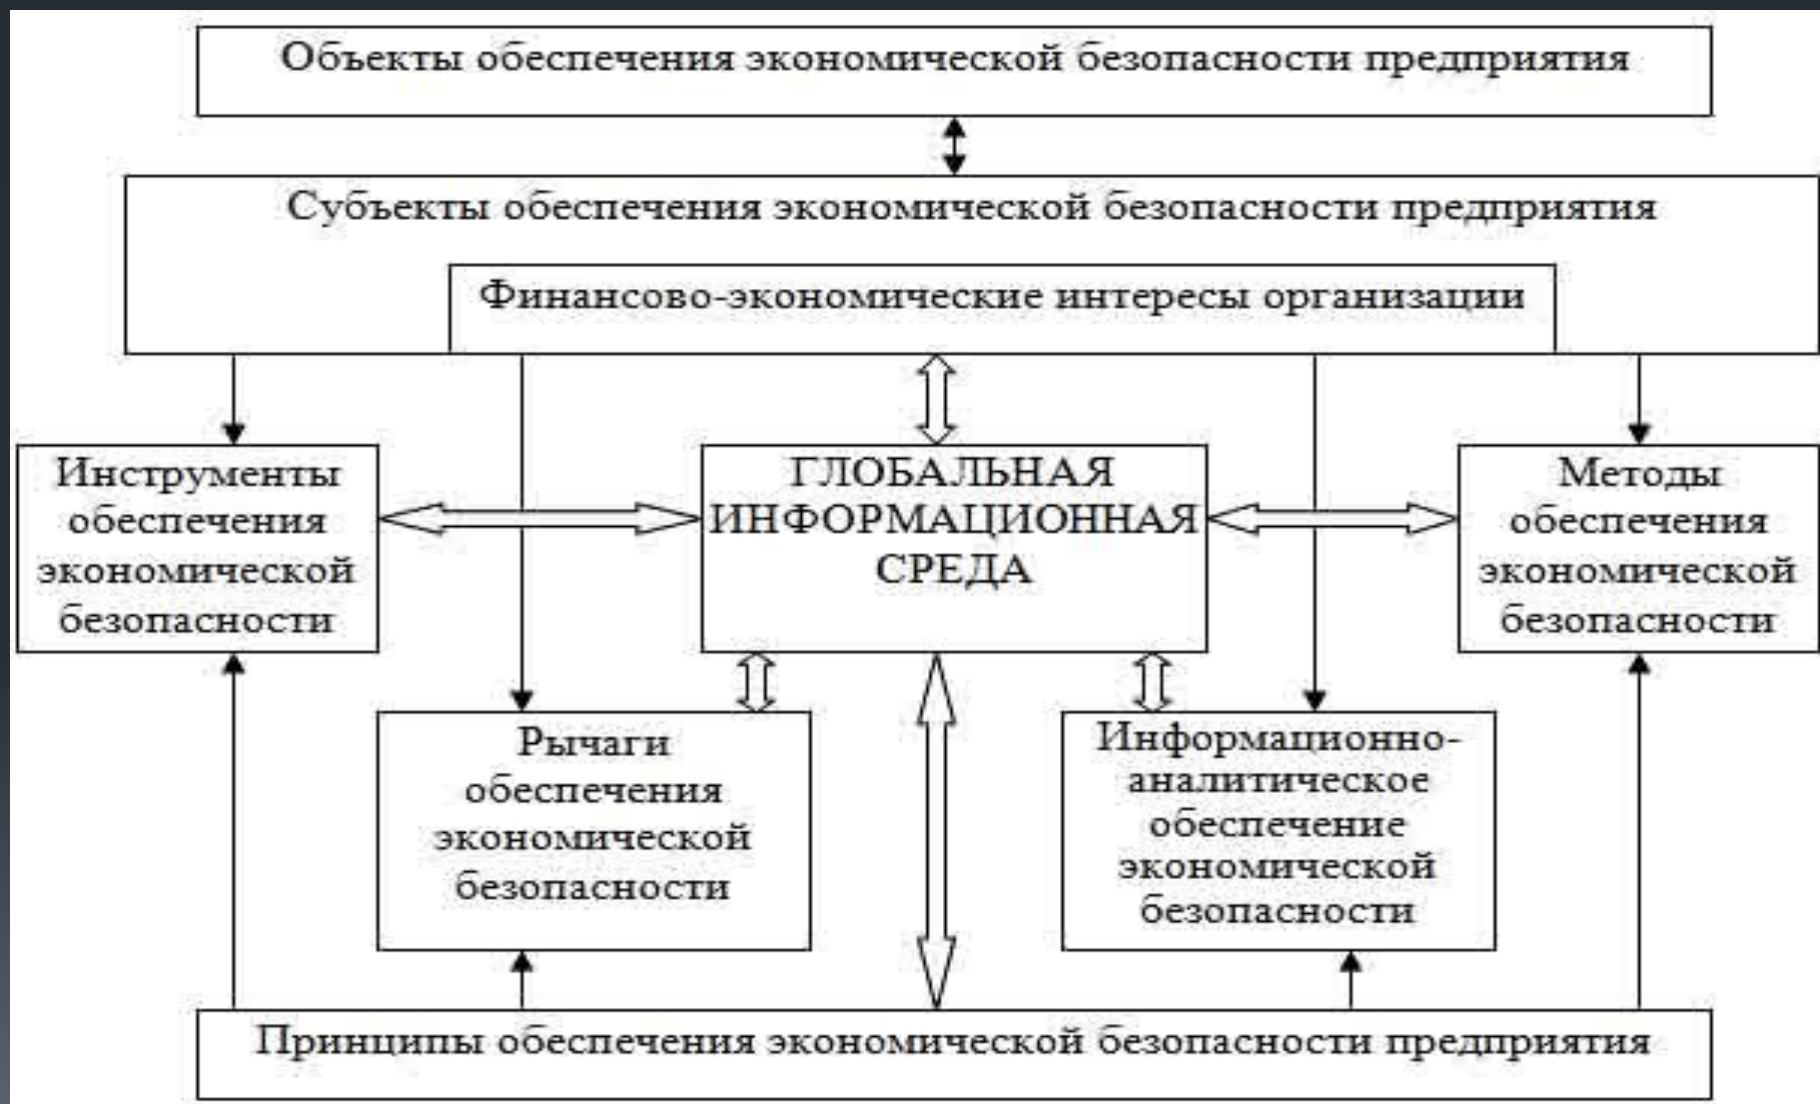 Объекты обеспечения экономической безопасности предприятия
Субъекты обеспечения экономической безопасности предприятия
Финансово-экономические интересы организации
Инструменты
обеспечения
экономической
безопасности
ГЛОБАЛЬНАЯ
ИНФОРМАЦИОННАЯ
СРЕДА
Методы
обеспечения
экономической
безопасности
Рычаги
обеспечения
экономической
безопасности
Информационно-
аналитическое
обеспечение
экономической
безопасности
Принципы обеспечения экономической безопасности предприятия